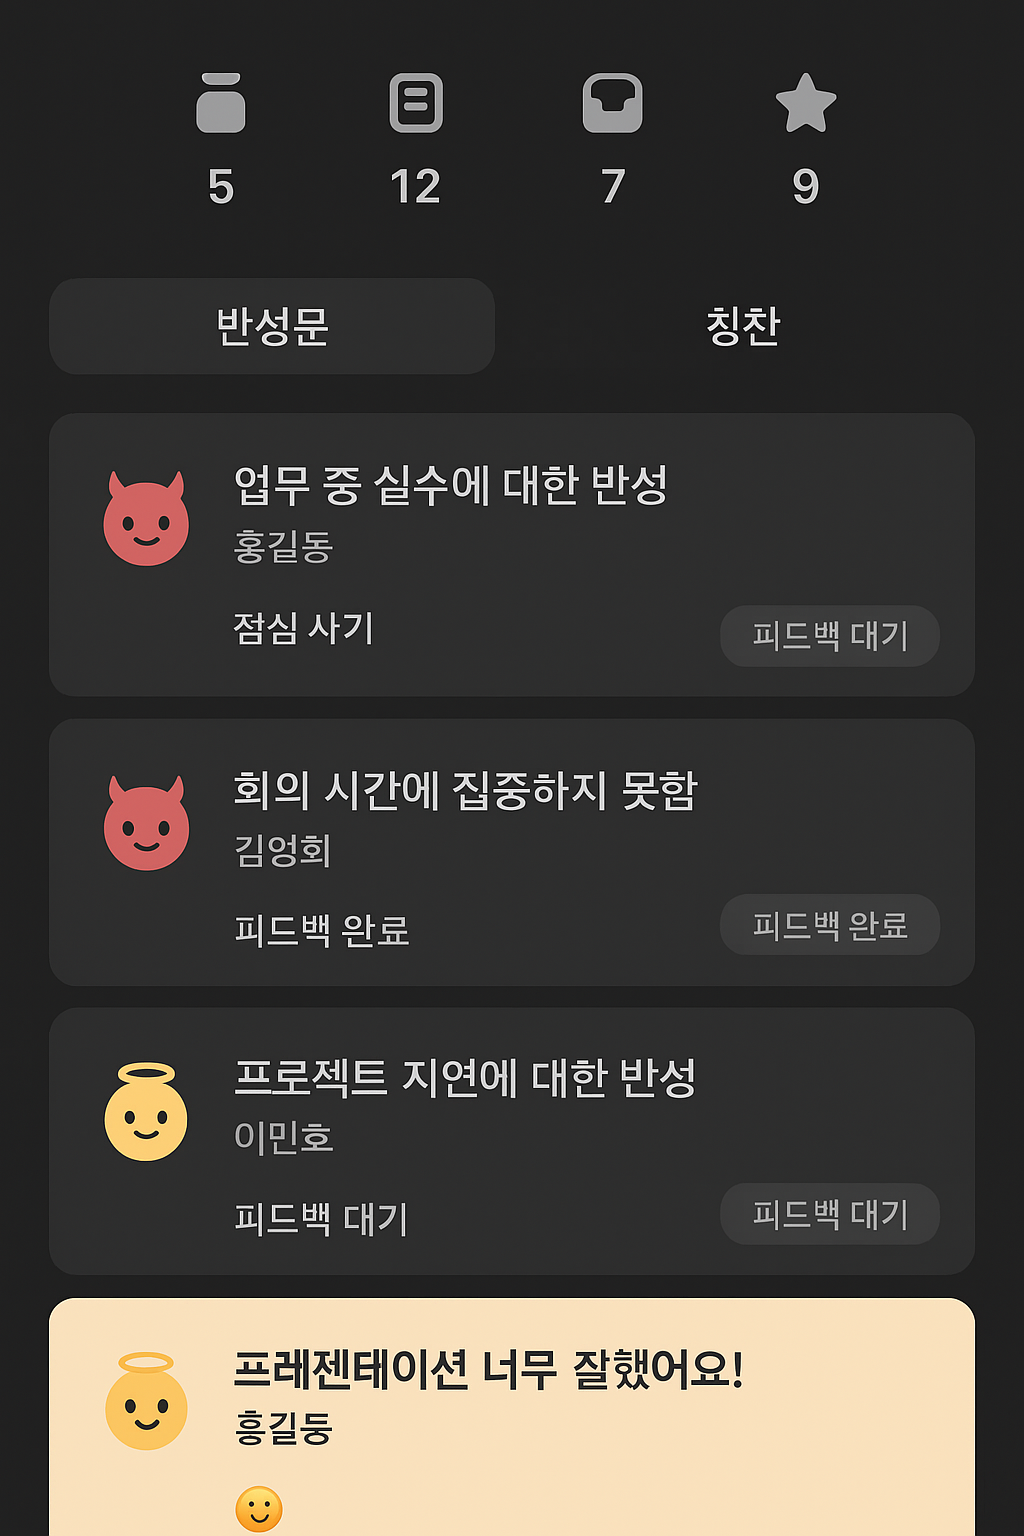 5 12 7 9
반성문 칭찬
업무 중 실수에 대한 반성
홍길동
점심 사기
피드백 대기
회의 시간에 집중하지 못함
김엉회
피드백 완료
피드백 완료
프로젝트 지연에 대한 반성
이민호
피드백 대기
피드백 대기
프레젠테이션 너무 잘했어요!
흥길둥